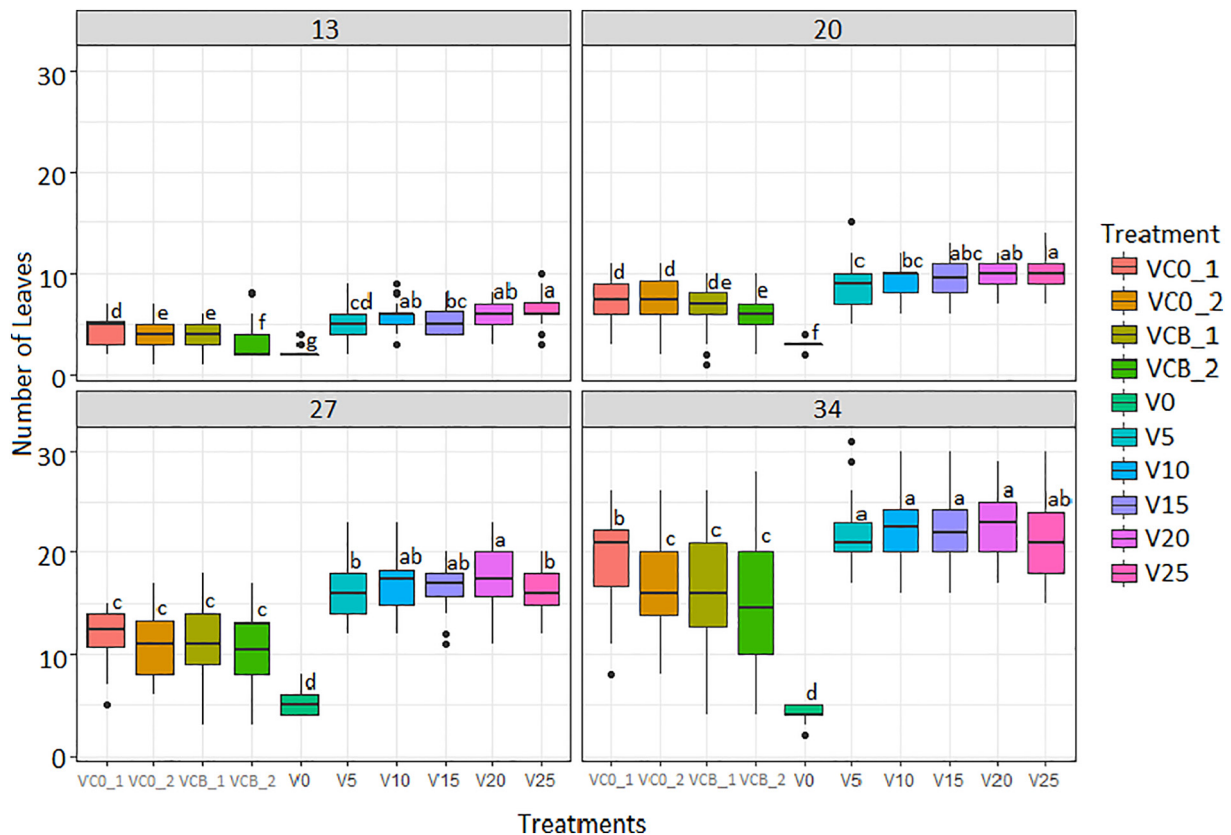 13
20
Number of Leaves
30
20
10
0
d
e
e
f
g
cd
ab
bc
ab
a
d
d
de
e
f
c
bc
abc
ab
a
27
34
30
20
10
0
c
c
c
c
d
b
ab
ab
a
b
b
c
c
c
d
a
a
a
a
ab
VC0_1 VC0_2 VCB_1 VCB_2 V0 V5 V10 V15 V20 V25
VC0_1 VC0_2 VCB_1 VCB_2 V0 V5 V10 V15 V20 V25
Treatments
Treatment
VC0_1
VC0_2
VCB_1
VCB_2
V0
V5
V10
V15
V20
V25